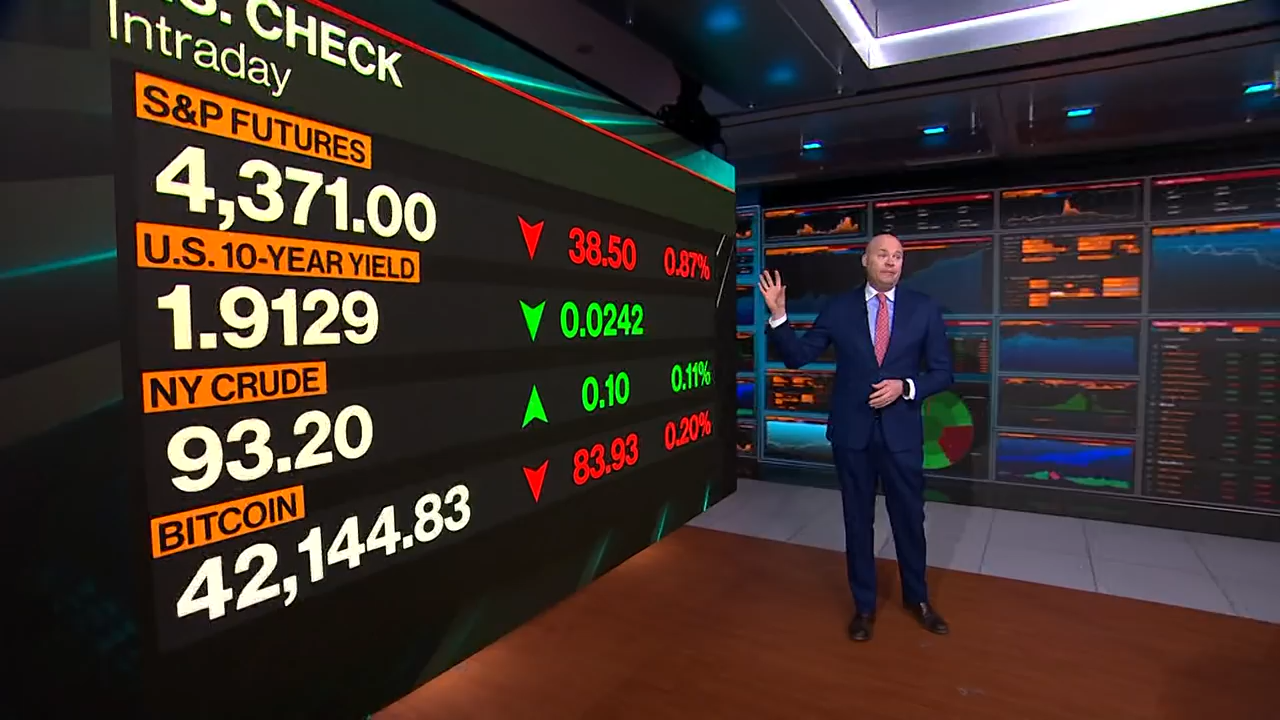 S. CHECK
Intraday
S&P FUTURES
4,371.00 38.50 0.87%
U.S. 10-YEAR YIELD
1.9129 0.0242
NY CRUDE
93.20 0.10 0.11%
BITCOIN
42,144.83 83.93 0.20%